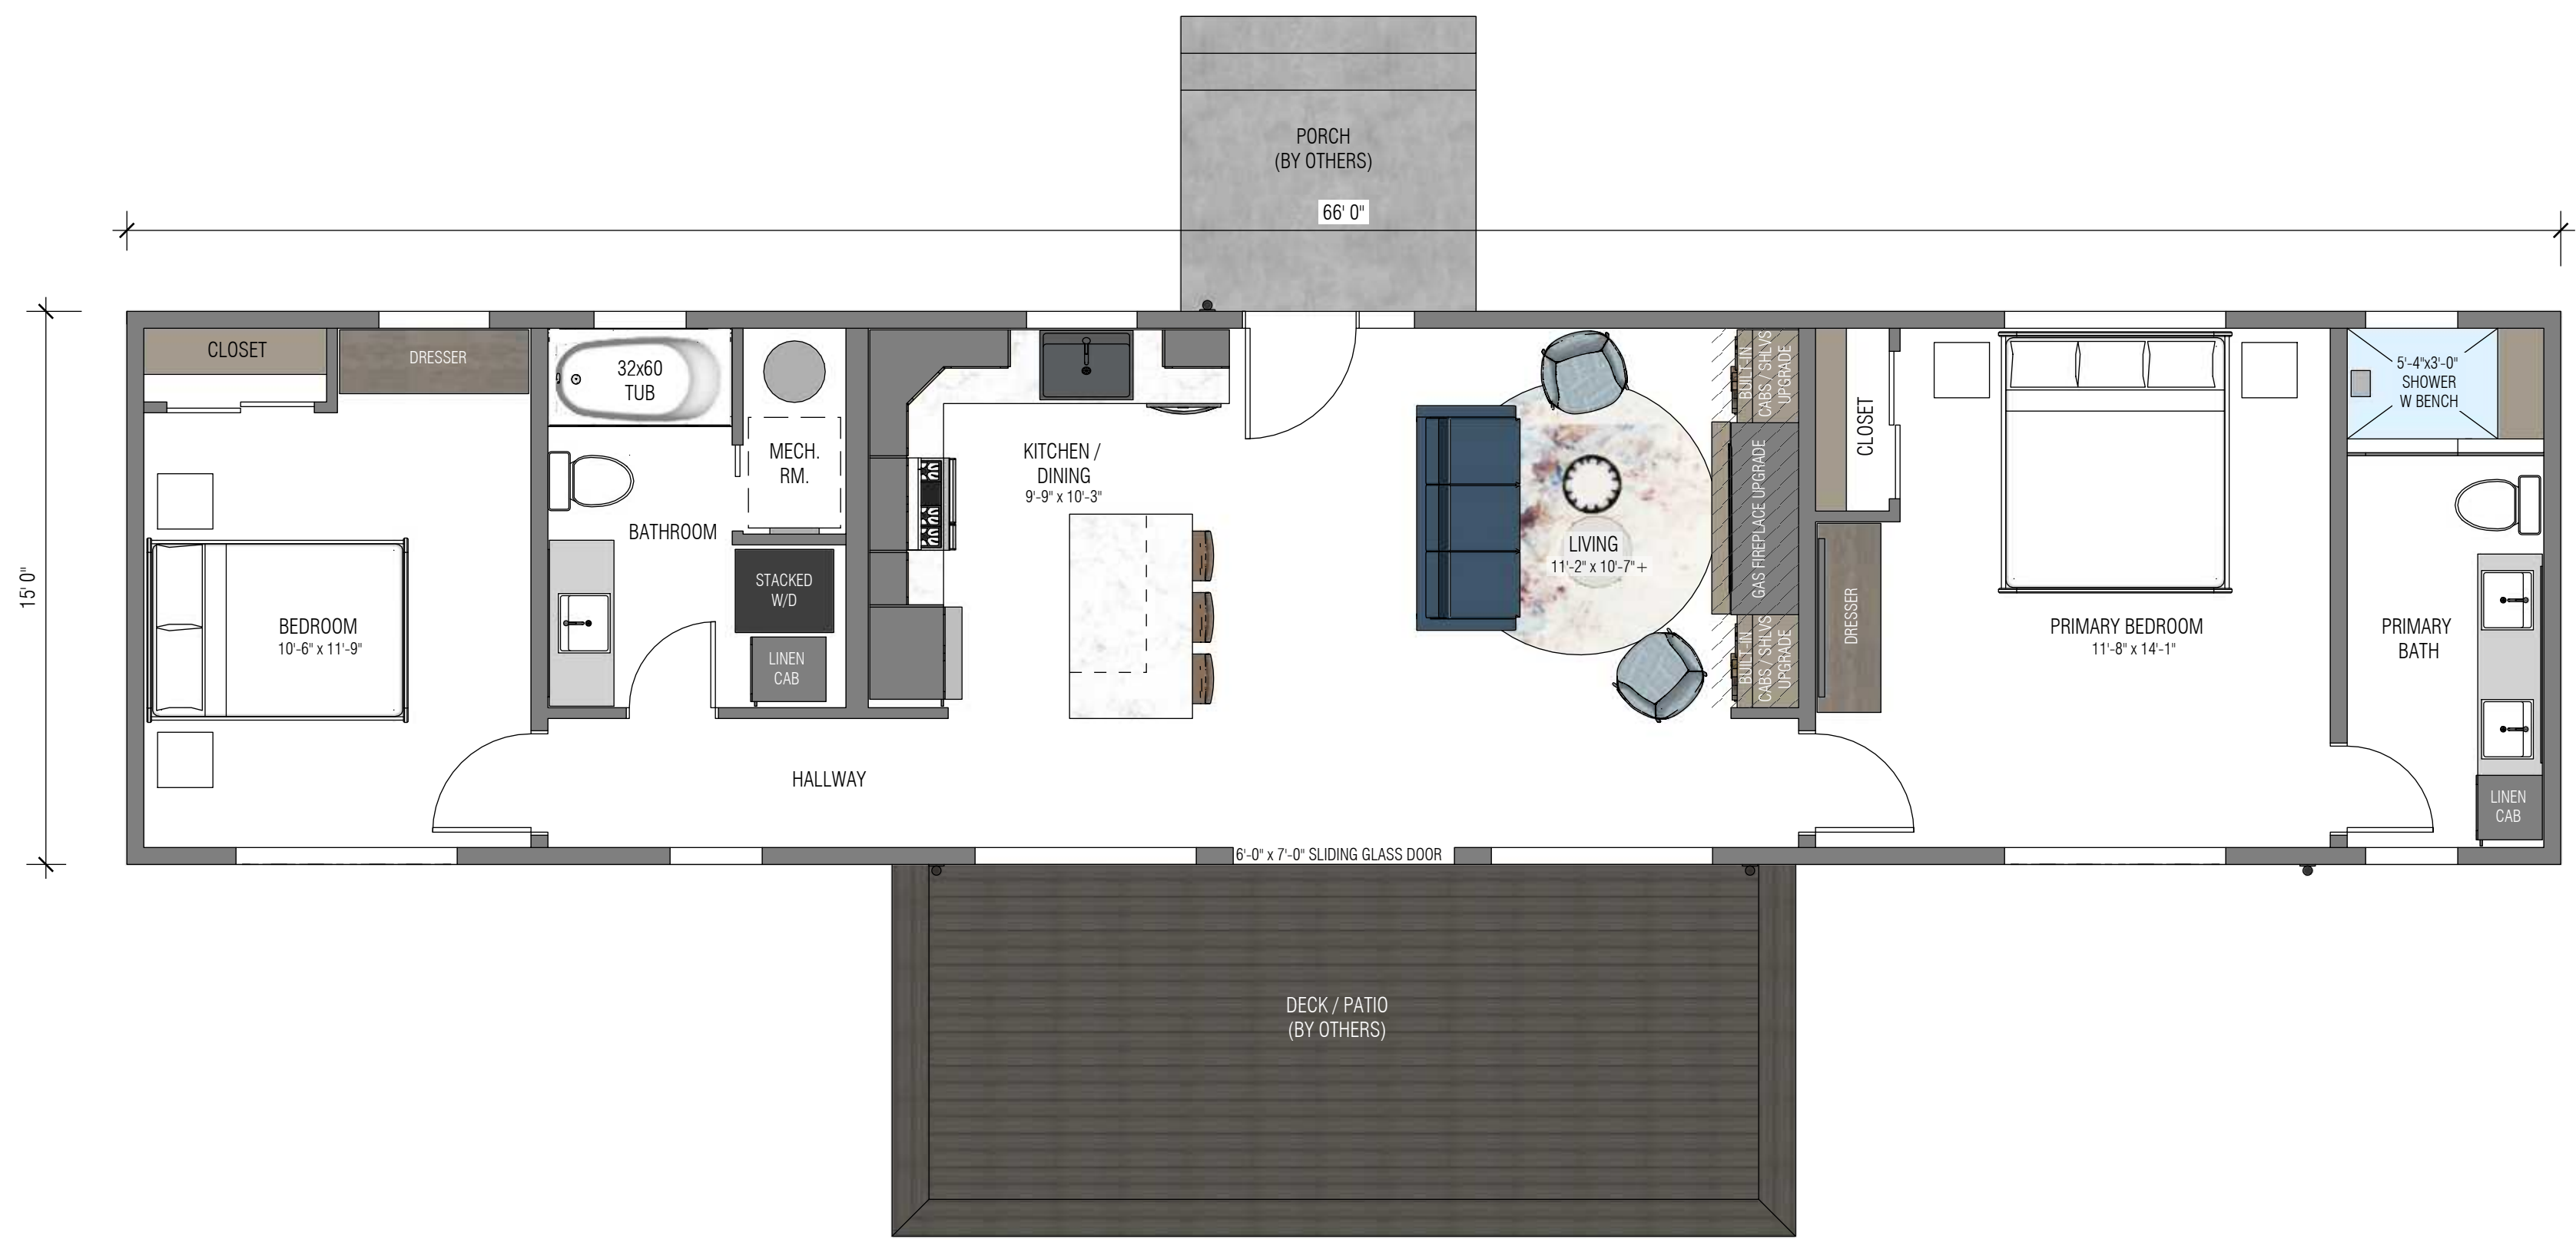 PORCH
(BY OTHERS)
66' 0"
15' 0"
CLOSET
DRESSER
32x60
TUB
MECH.
RM.
BATHROOM
STACKED
W/D
LINEN
CAB
BEDROOM
10'-6" x 11'-9"
HALLWAY
KITCHEN /
DINING
9'-9" x 10'-3"
LIVING
11'-2" x 10'-7"+
BUILT-IN
CABS / SHLVS
UPGRADE
GAS FIREPLACE UPGRADE
BUILT-IN
CABS / SHLVS
UPGRADE
CLOSET
DRESSER
PRIMARY BEDROOM
11'-8" x 14'-1"
5'-4"x3'-0"
SHOWER
W BENCH
PRIMARY
BATH
LINEN
CAB
6'-0" x 7'-0" SLIDING GLASS DOOR
DECK / PATIO
(BY OTHERS)